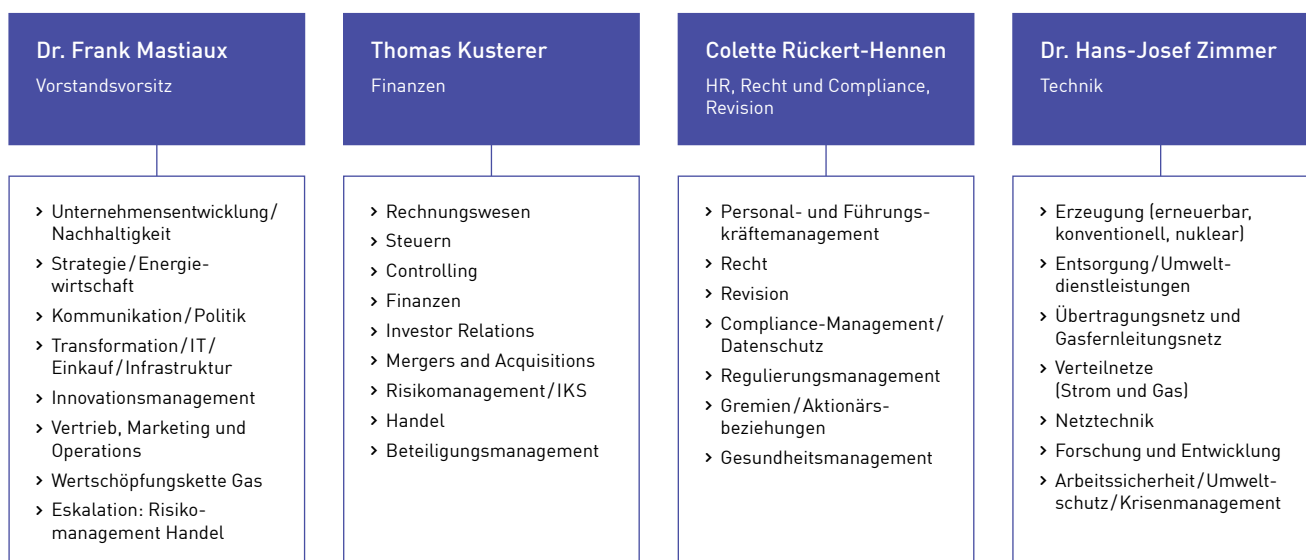 Dr. Frank Mastiaux
Vorstandsvorsitz
› Unternehmensentwicklung/
Nachhaltigkeit
› Strategie/Energie-
wirtschaft
› Kommunikation/Politik
› Transformation/IT/
Einkauf/Infrastruktur
› Innovationsmanagement
› Vertrieb, Marketing und
Operations
› Wertschöpfungskette Gas
› Eskalation: Risiko-
management Handel
Thomas Kusterer
Finanzen
› Rechnungswesen
› Steuern
› Controlling
› Finanzen
› Investor Relations
› Mergers and Acquisitions
› Risikomanagement/IKS
› Handel
› Beteiligungsmanagement
Colette Rückert-Hennen
HR, Recht und Compliance,
Revision
› Personal- und Führungs-
kräftemanagement
› Recht
› Revision
› Compliance-Management/
Datenschutz
› Regulierungsmanagement
› Gremien/Aktionärs-
beziehungen
› Gesundheitsmanagement
Dr. Hans-Josef Zimmer
Technik
› Erzeugung (erneuerbar,
konventionell, nuklear)
› Entsorgung/Umwelt-
dienstleistungen
› Übertragungsnetz und
Gasfernleitungsnetz
› Verteilnetze
(Strom und Gas)
› Netztechnik
› Forschung und Entwicklung
› Arbeitssicherheit/Umwelt-
schutz/Krisenmanagement